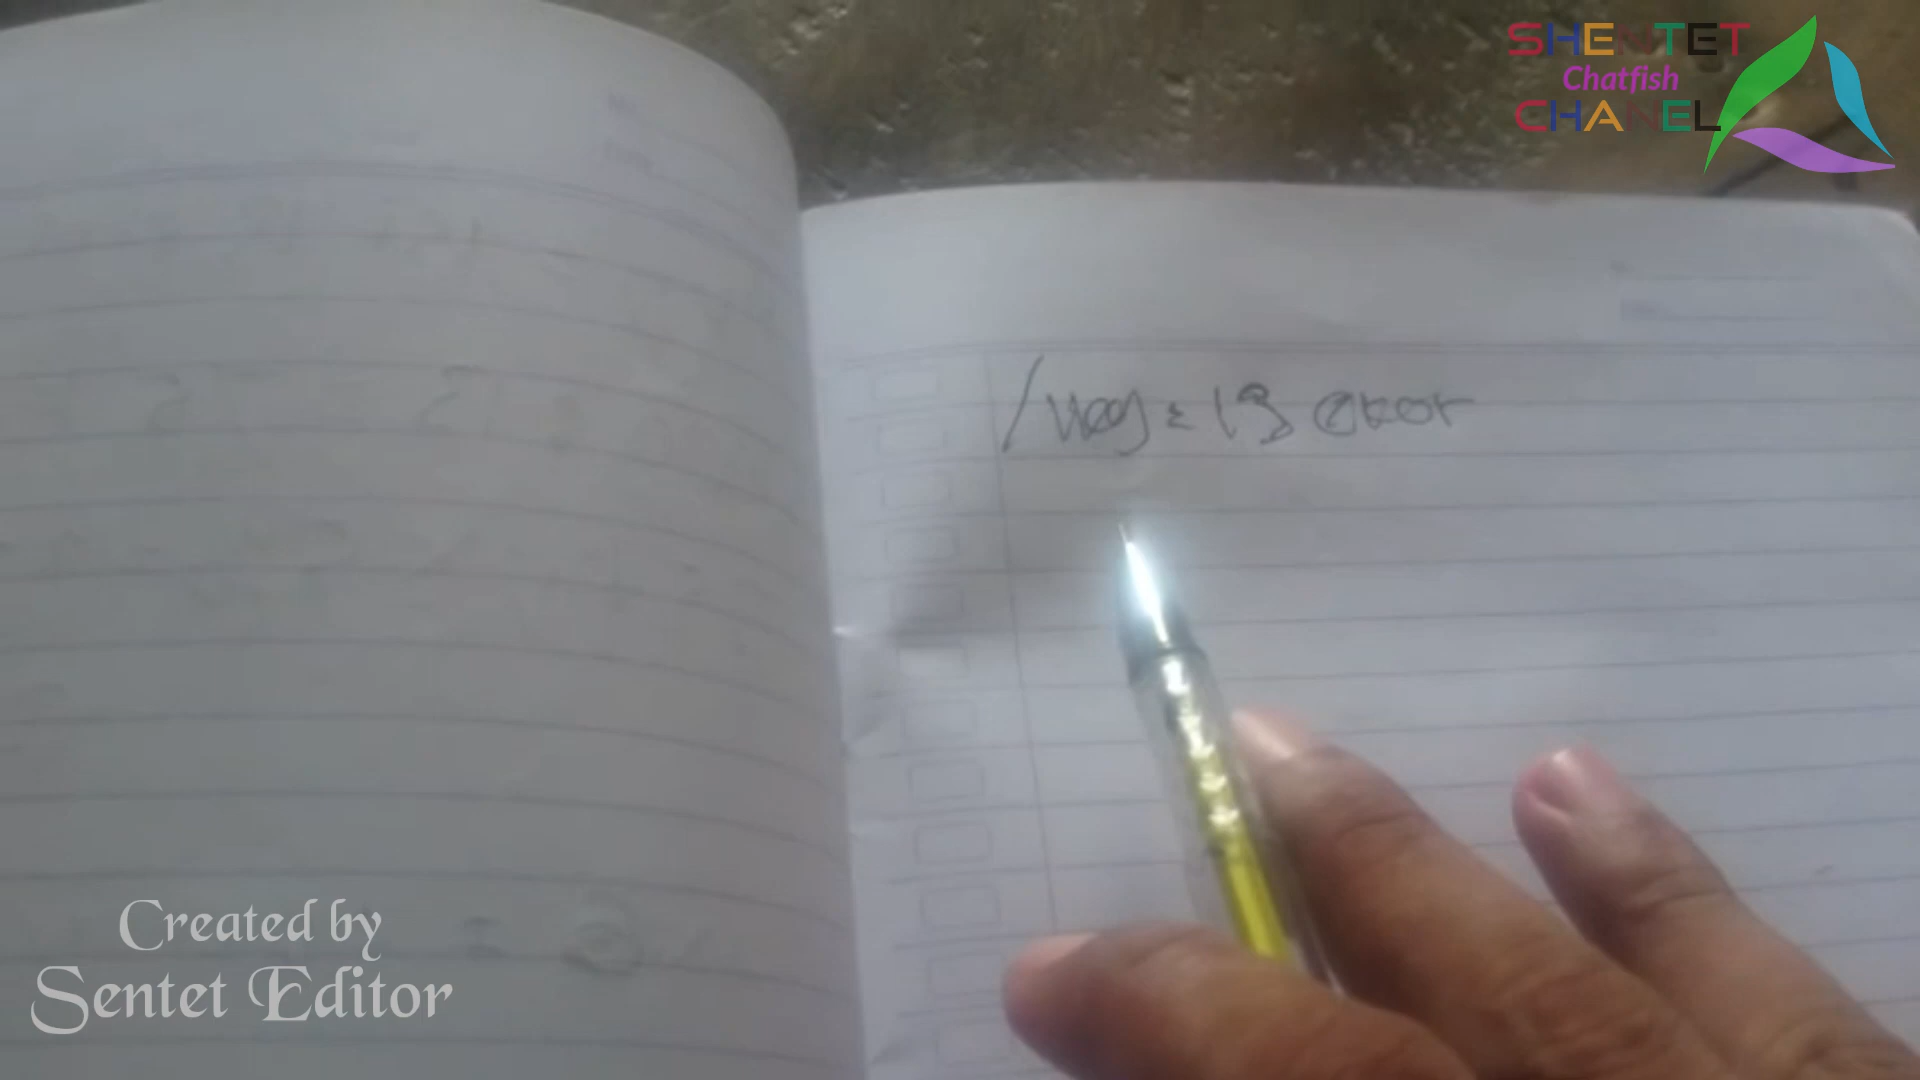 SHENTET
Chatfish
CHANEL
13 ekor
Created by
Sentet Editor